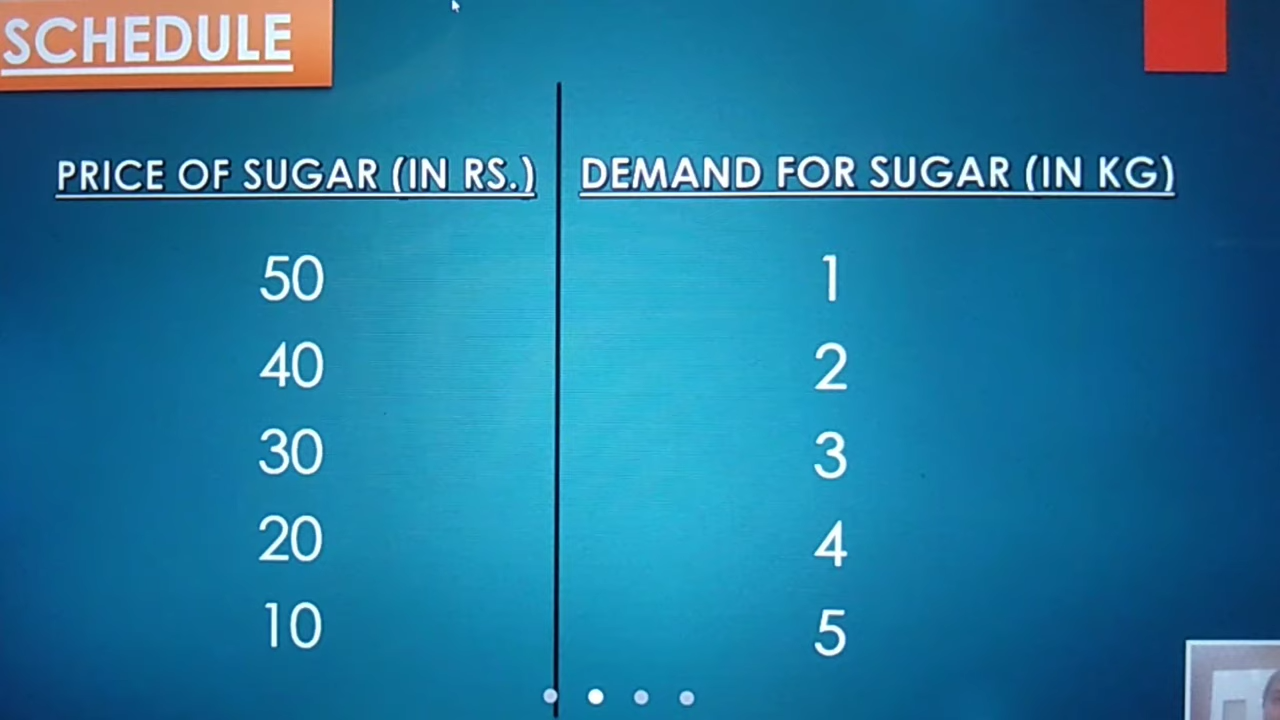 SCHEDULE
PRICE OF SUGAR (IN RS.) DEMAND FOR SUGAR (IN KG)
50 1
40 2
30 3
20 4
10 5